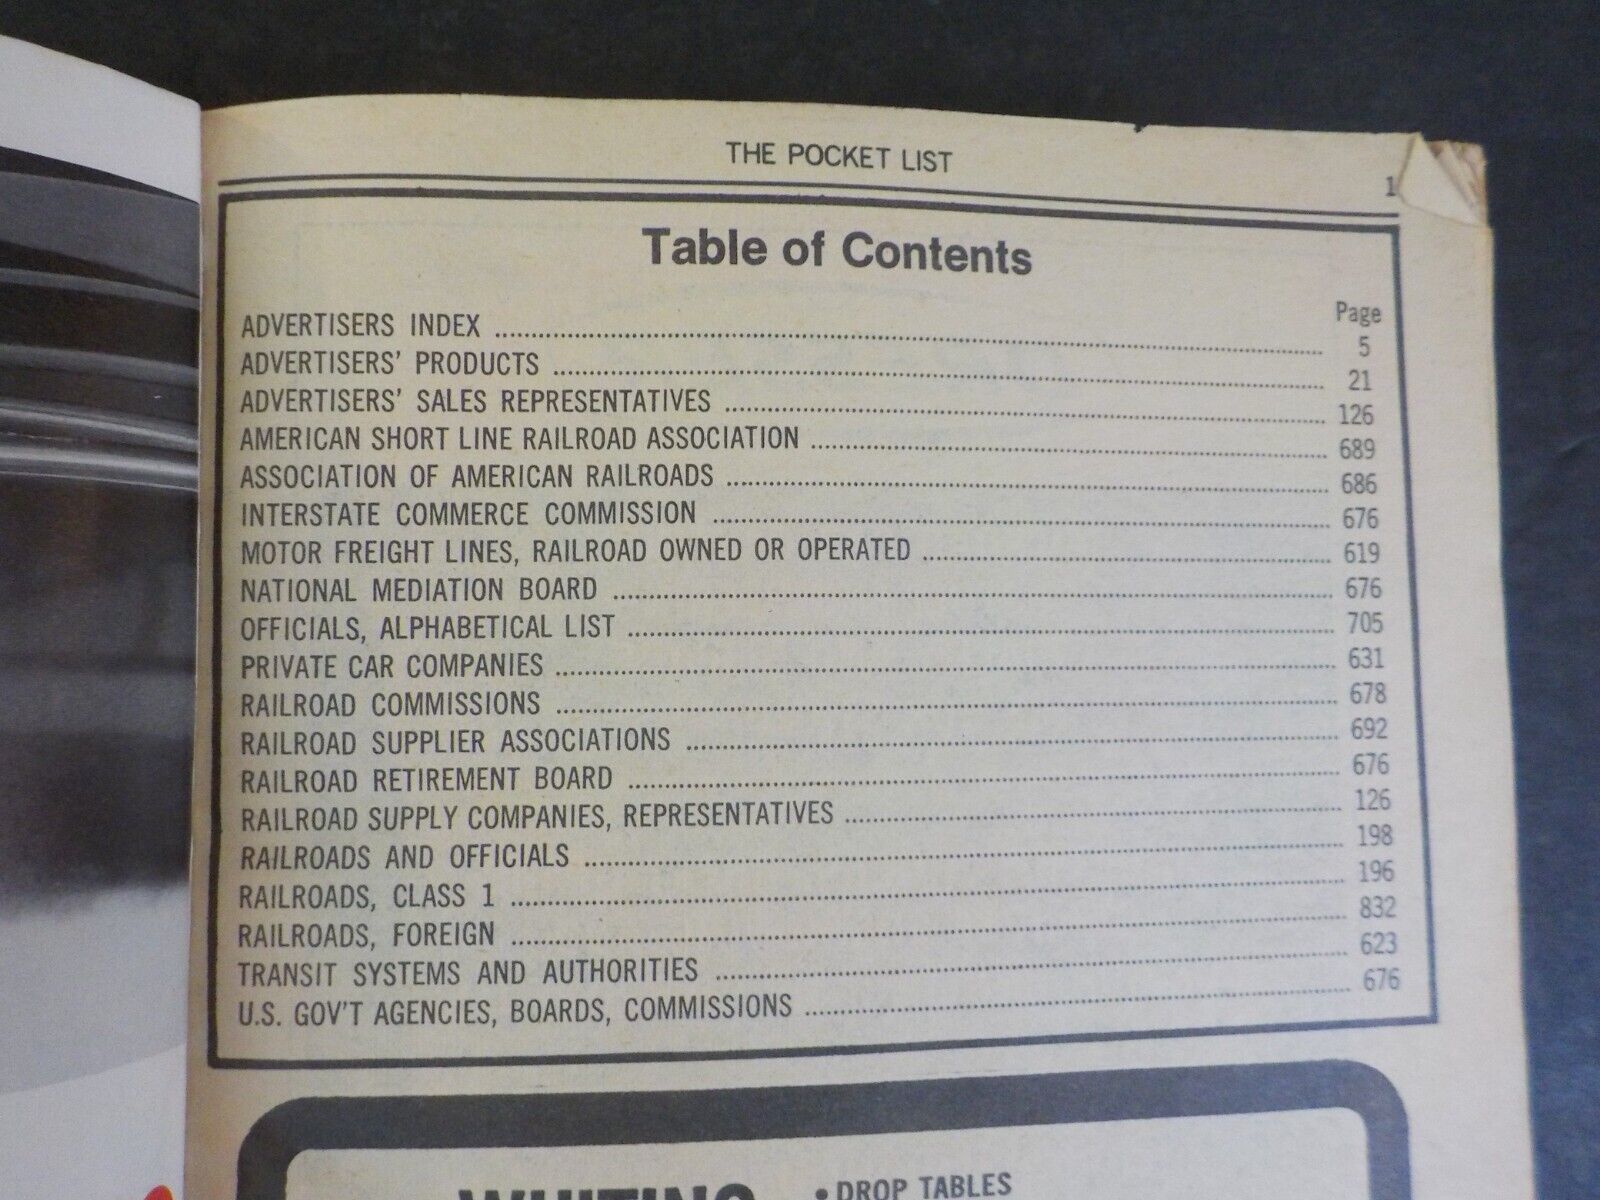 THE POCKET LIST
1
Table of Contents
Page
ADVERTISERS INDEX ........ 5
ADVERTISERS' PRODUCTS ........ 21
ADVERTISERS' SALES REPRESENTATIVES ........ 126
AMERICAN SHORT LINE RAILROAD ASSOCIATION ........ 689
ASSOCIATION OF AMERICAN RAILROADS ........ 686
INTERSTATE COMMERCE COMMISSION ........ 676
MOTOR FREIGHT LINES, RAILROAD OWNED OR OPERATED ........ 619
NATIONAL MEDIATION BOARD ........ 676
OFFICIALS, ALPHABETICAL LIST ........ 705
PRIVATE CAR COMPANIES ........ 631
RAILROAD COMMISSIONS ........ 678
RAILROAD SUPPLIER ASSOCIATIONS ........ 692
RAILROAD RETIREMENT BOARD ........ 676
RAILROAD SUPPLY COMPANIES, REPRESENTATIVES ........ 126
RAILROADS AND OFFICIALS ........ 198
RAILROADS, CLASS 1 ........ 196
RAILROADS, FOREIGN ........ 832
TRANSIT SYSTEMS AND AUTHORITIES ........ 623
U.S. GOV'T AGENCIES, BOARDS, COMMISSIONS ........ 676
WHITING • DROP TABLES